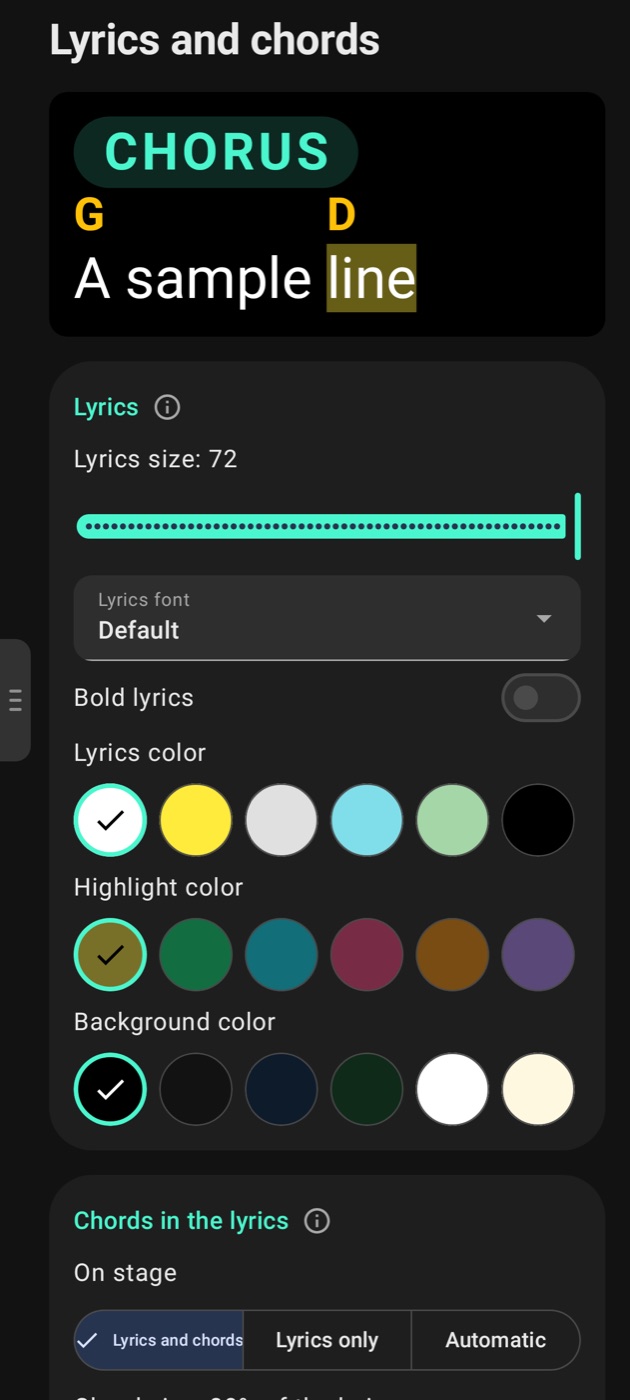 Lyrics and chords
CHORUS
G D
A sample line
Lyrics
Lyrics size: 72
Lyrics font
Default
Bold lyrics
Lyrics color
Highlight color
Background color
Chords in the lyrics
On stage
Lyrics and chords Lyrics only Automatic